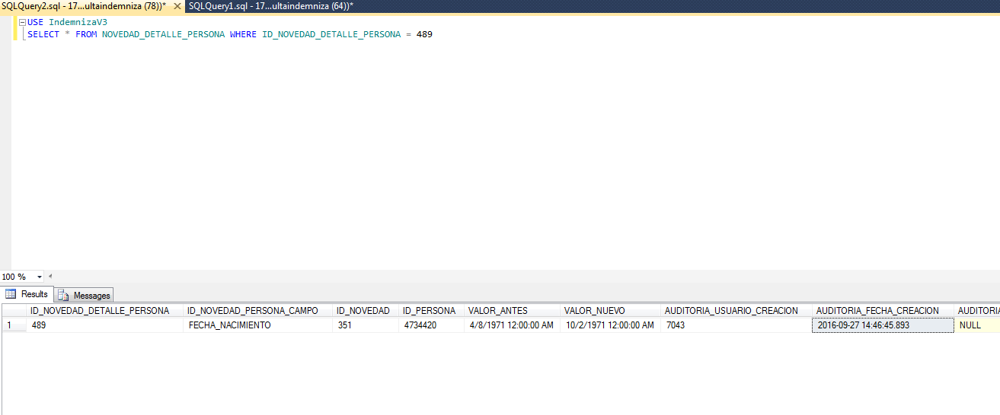 SQLQuery2.sql - 17...ultaindemniza (78))* SQLQuery1.sql - 17...ultaindemniza (64))*
USE IndemnizaV3
SELECT * FROM NOVEDAD_DETALLE_PERSONA WHERE ID_NOVEDAD_DETALLE_PERSONA = 489
100 %
Results Messages
ID_NOVEDAD_DETALLE_PERSONA ID_NOVEDAD_PERSONA_CAMPO ID_NOVEDAD ID_PERSONA VALOR_ANTES VALOR_NUEVO AUDITORIA_USUARIO_CREACION AUDITORIA_FECHA_CREACION AUDITORIA
1 489 FECHA_NACIMIENTO 351 4734420 4/8/1971 12:00:00 AM 10/2/1971 12:00:00 AM 7043 2016-09-27 14:46:45.893 NULL